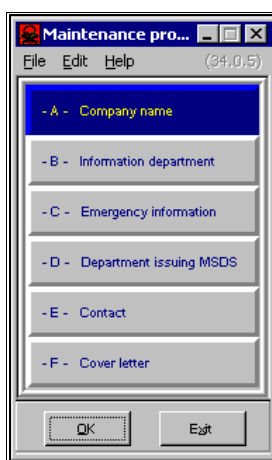 Maintenance pro...
File Edit Help (34.0.5)
- A - Company name
- B - Information department
- C - Emergency information
- D - Department issuing MSDS
- E - Contact
- F - Cover letter
OK Exit